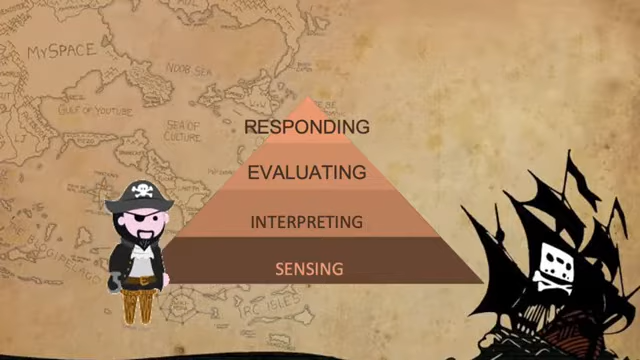 MYSPACE
NOOB SEA
GULF OF YOUTUBE
SEA OF
CULTURE
RESPONDING
EVALUATING
INTERPRETING
SENSING
IRC ISLES